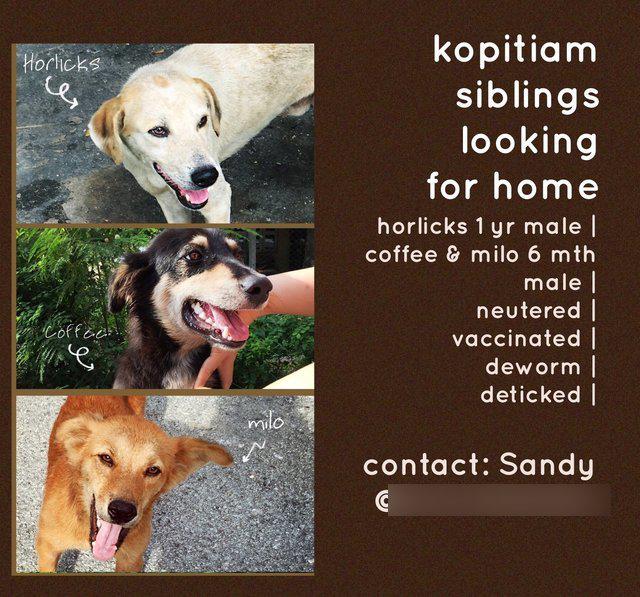 Horlicks
Coffee
milo
kopitiam
siblings
looking
for home
horlicks 1 yr male |
coffee & milo 6 mth
male |
neutered |
vaccinated |
deworm |
deticked |
contact: Sandy
@